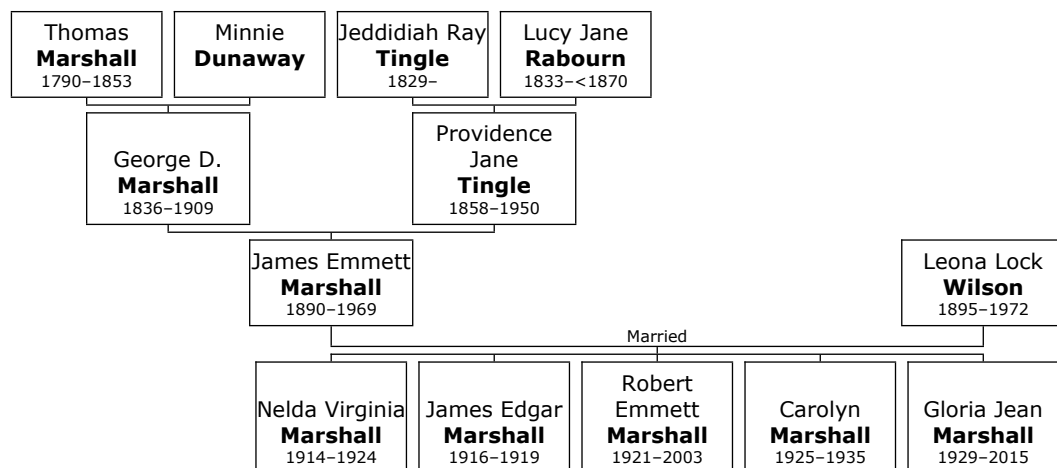 Thomas
Marshall
1790–1853
Minnie
Dunaway
Jeddidiah Ray
Tingle
1829–
Lucy Jane
Rabourn
1833–<1870
George D.
Marshall
1836–1909
Providence
Jane
Tingle
1858–1950
James Emmett
Marshall
1890–1969
Leona Lock
Wilson
1895–1972
Married
Nelda Virginia
Marshall
1914–1924
James Edgar
Marshall
1916–1919
Robert
Emmett
Marshall
1921–2003
Carolyn
Marshall
1925–1935
Gloria Jean
Marshall
1929–2015